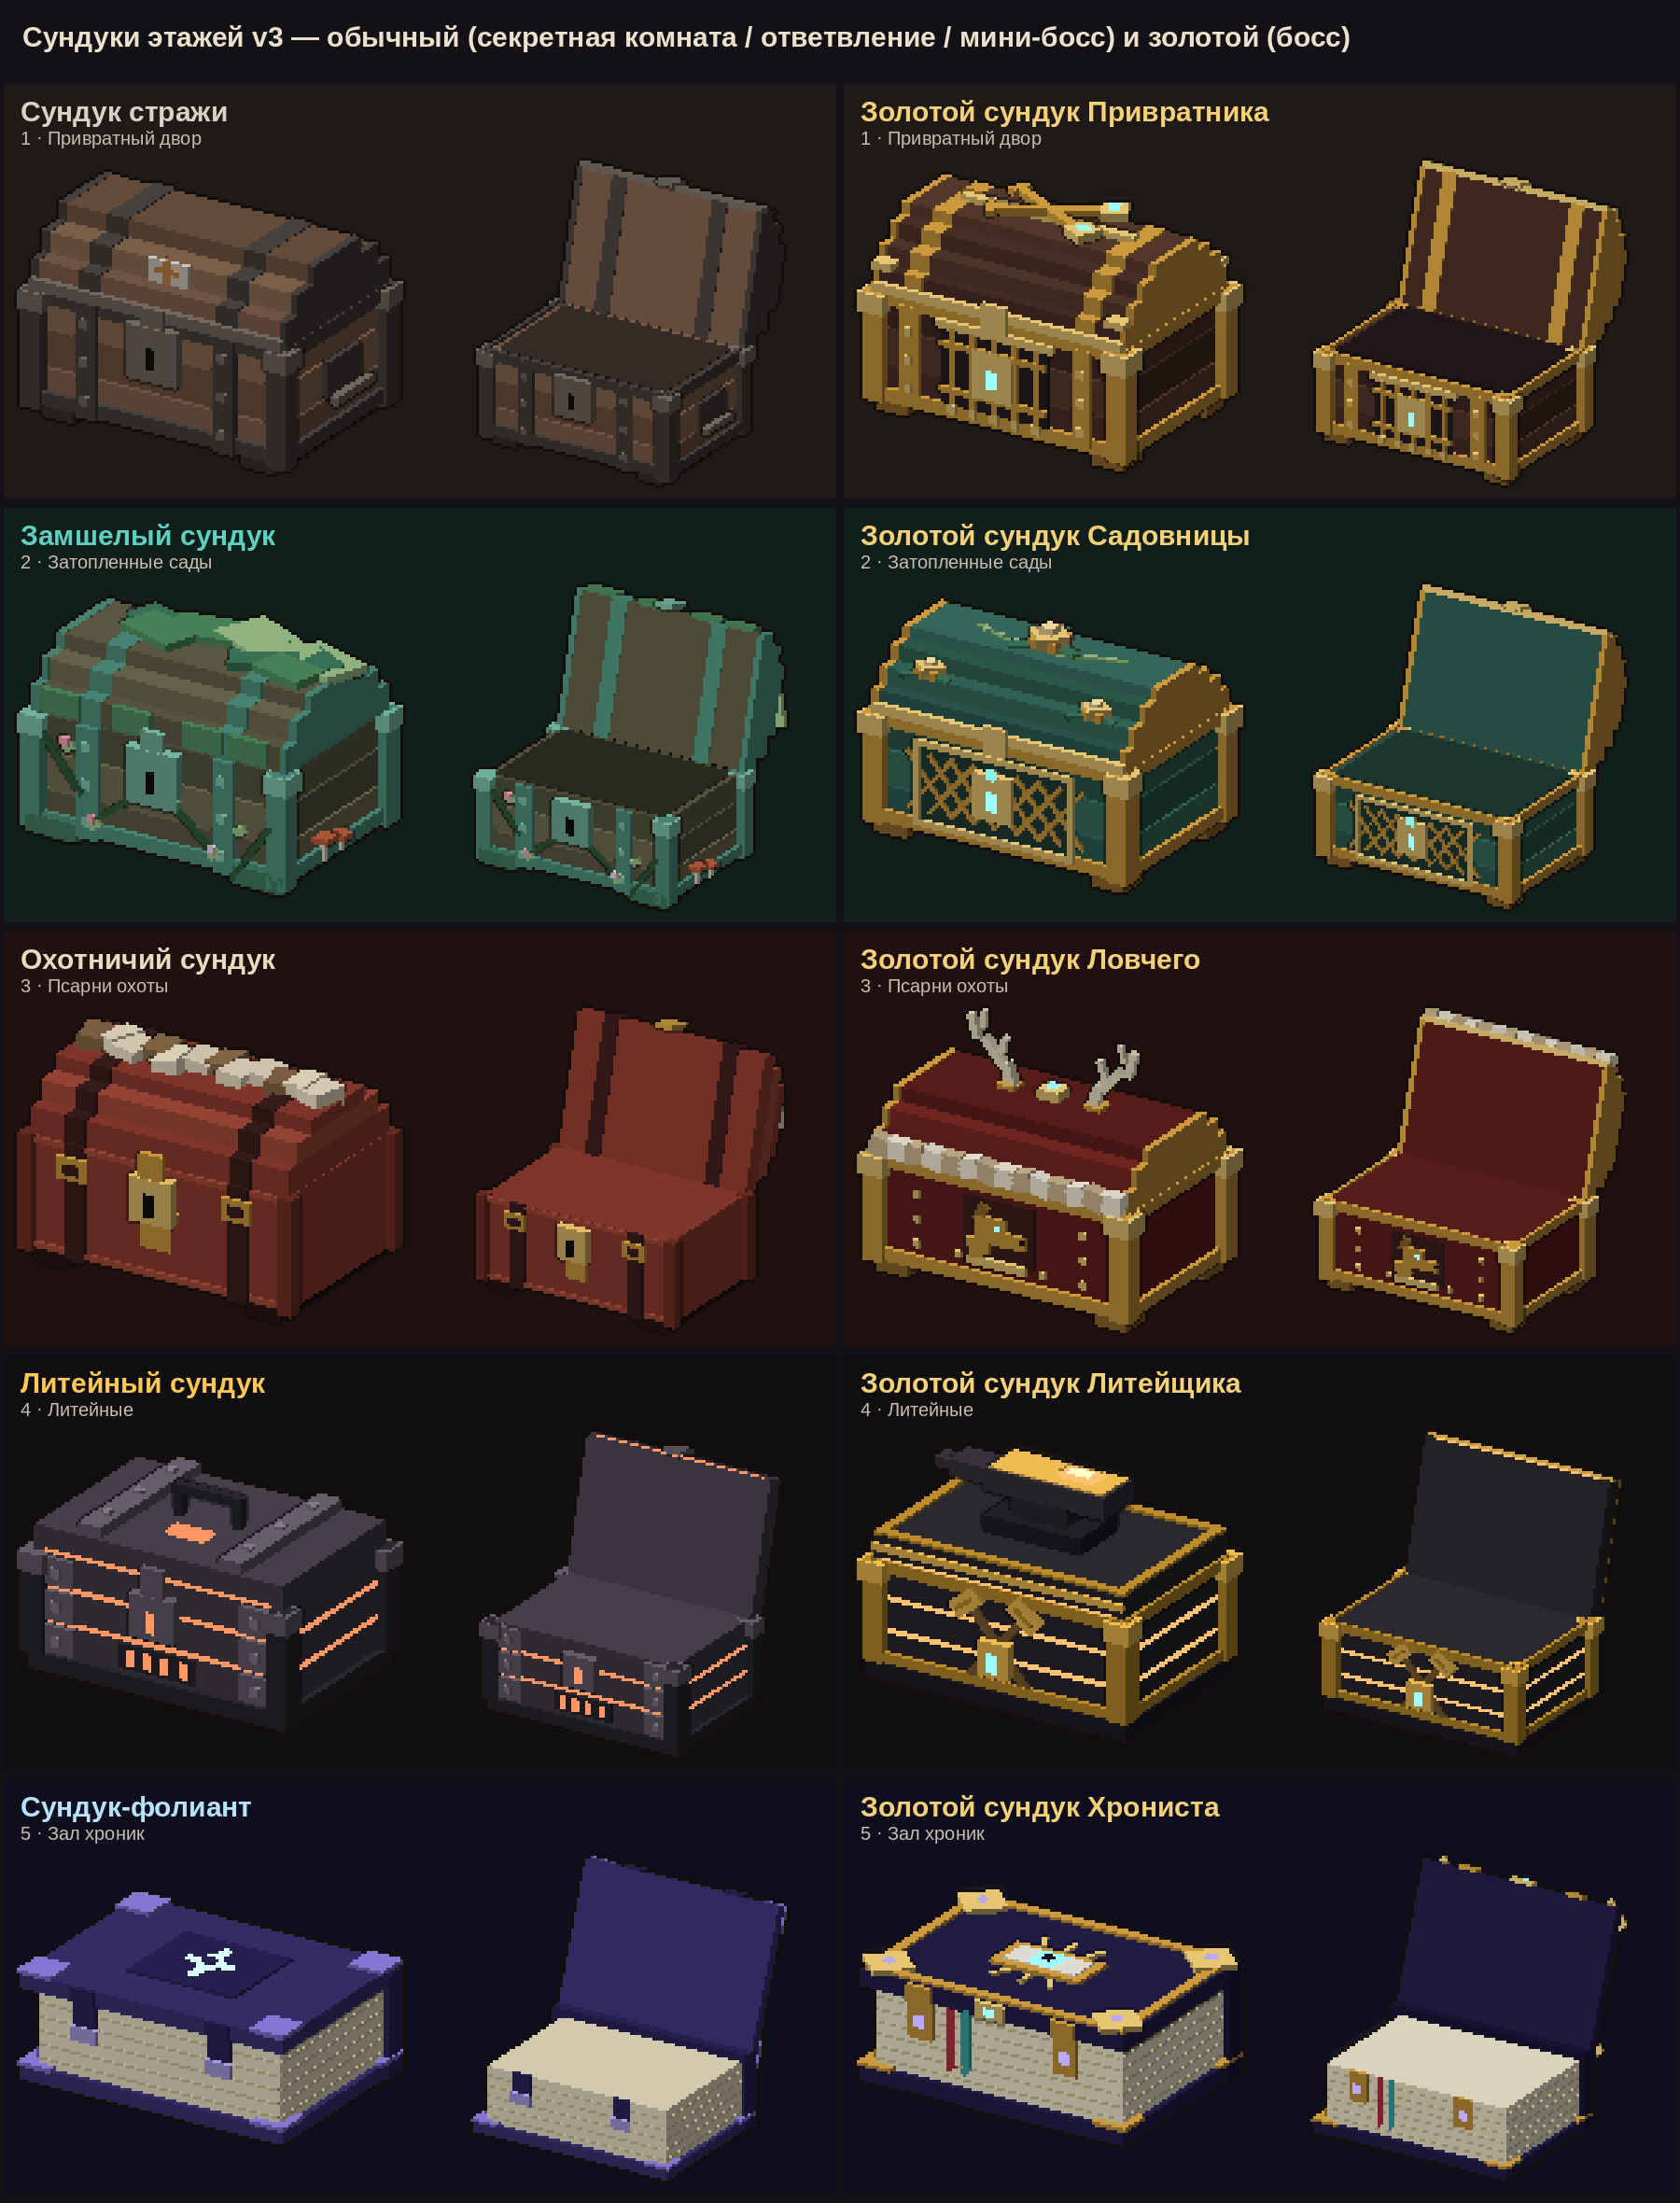 Сундуки этажей v3 — обычный (секретная комната / ответвление / мини-босс) и золотой (босс)
Сундук стражи
1 · Привратный двор
Золотой сундук Привратника
1 · Привратный двор
Замшелый сундук
2 · Затопленные сады
Золотой сундук Садовницы
2 · Затопленные сады
Охотничий сундук
3 · Псарни охоты
Золотой сундук Ловчего
3 · Псарни охоты
Литейный сундук
4 · Литейные
Золотой сундук Литейщика
4 · Литейные
Сундук-фолиант
5 · Зал хроник
Золотой сундук Хрониста
5 · Зал хроник